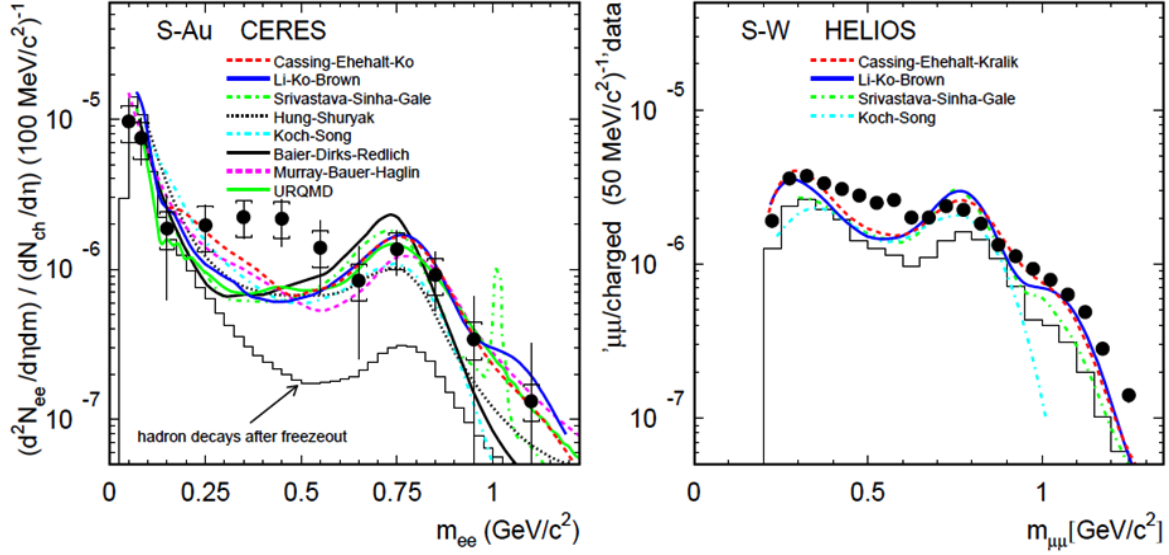 S-Au CERES
Cassing-Ehehalt-Ko
Li-Ko-Brown
Srivastava-Sinha-Gale
Hung-Shuryak
Koch-Song
Baier-Dirks-Redlich
Murray-Bauer-Haglin
URQMD
(d²Nee/dηdm) / (dNch/dη) (100 MeV/c²)⁻¹
10⁻⁵
10⁻⁶
10⁻⁷
hadron decays after freezeout
0 0.25 0.5 0.75 1
mee (GeV/c²)
S-W HELIOS
Cassing-Ehehalt-Kralik
Li-Ko-Brown
Srivastava-Sinha-Gale
Koch-Song
'μμ/charged (50 MeV/c²)⁻¹'data
10⁻⁵
10⁻⁶
10⁻⁷
0 0.5 1
mμμ[GeV/c²]